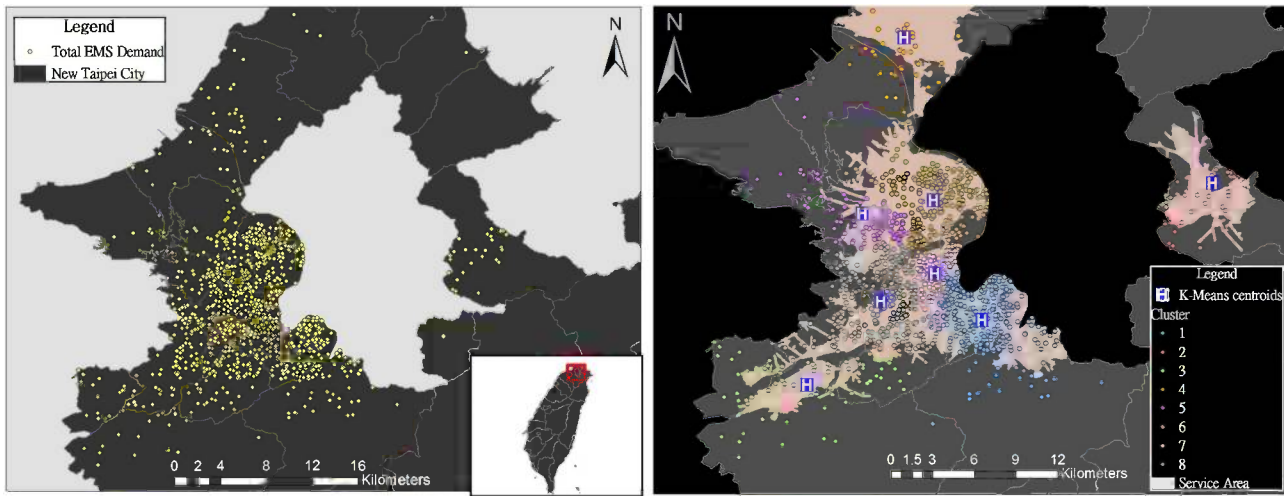 Legend
Total EMS Demand
New Taipei City
N
0 2 4 8 12 16
Kilometers
N
H
H
H
H
H
H
H
H
Legend
H K-Means centroids
Cluster
1
2
3
4
5
6
7
8
Service Area
0 1.5 3 6 9 12
Kilometers